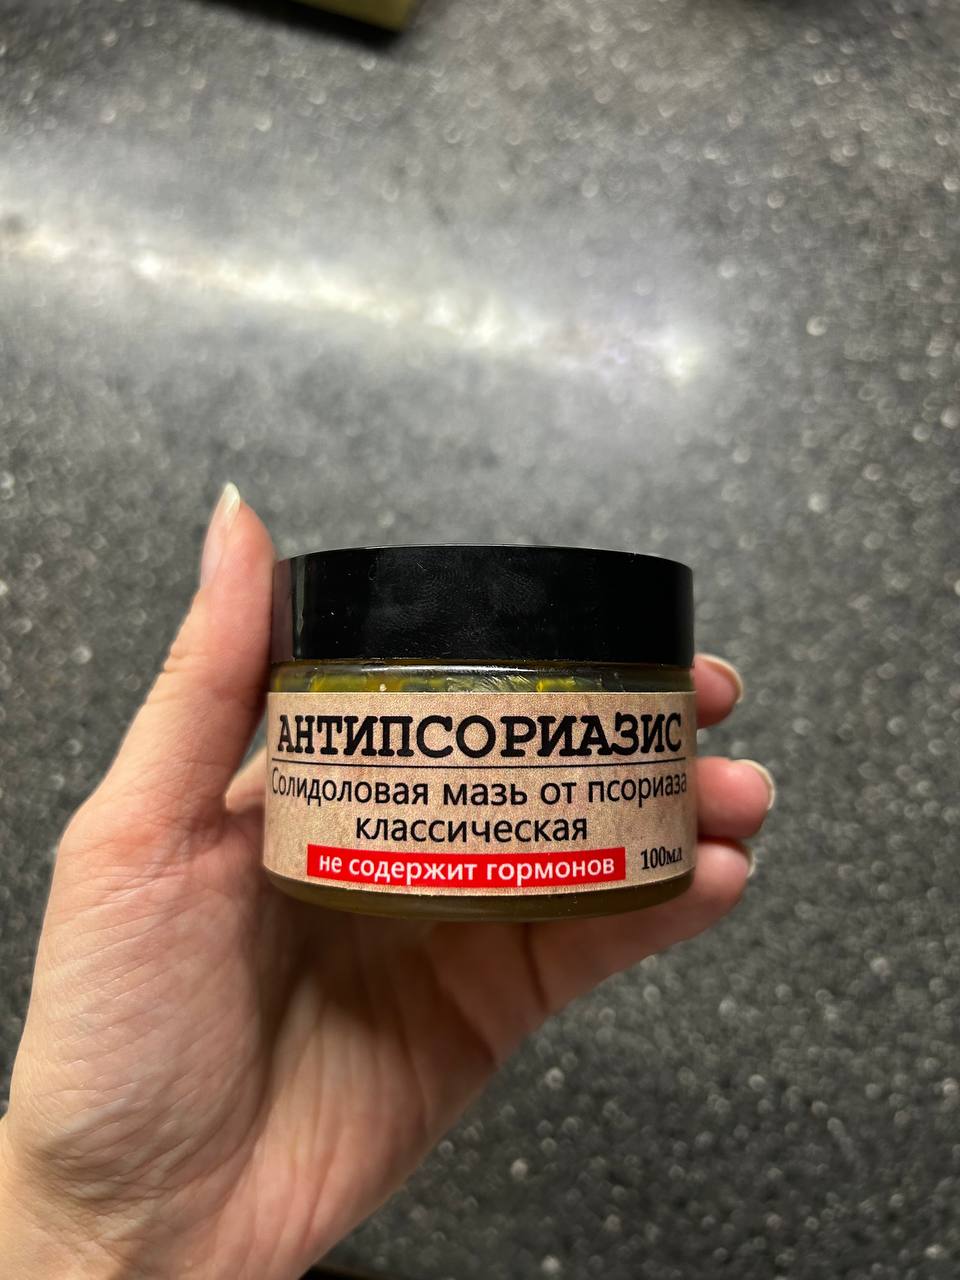 АНТИПСОРИАЗИС
Солидоловая мазь от псориаза
классическая
не содержит гормонов
100мл